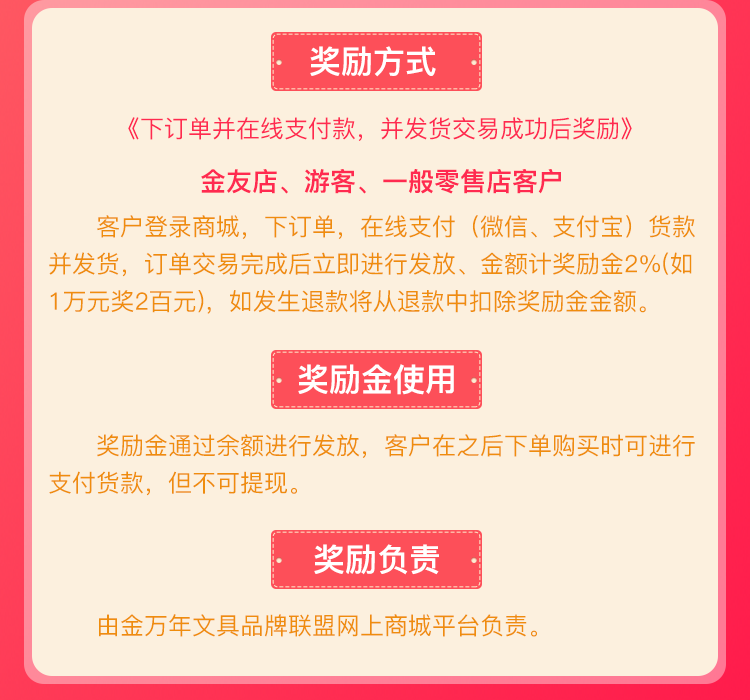 奖励方式
《下订单并在线支付款，并发货交易成功后奖励》
金友店、游客、一般零售店客户
客户登录商城，下订单，在线支付（微信、支付宝）货款
并发货，订单交易完成后立即进行发放、金额计奖励金2%(如
1万元奖2百元)，如发生退款将从退款中扣除奖励金金额。
奖励金使用
奖励金通过余额进行发放，客户在之后下单购买时可进行
支付货款，但不可提现。
奖励负责
由金万年文具品牌联盟网上商城平台负责。